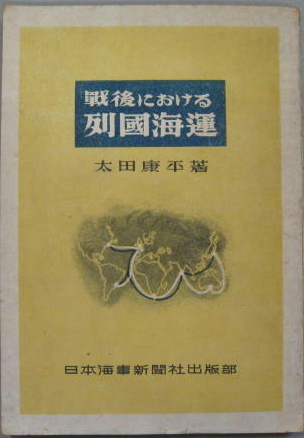 戰後における
列國海運
太田康平著
日本海事新聞社出版部